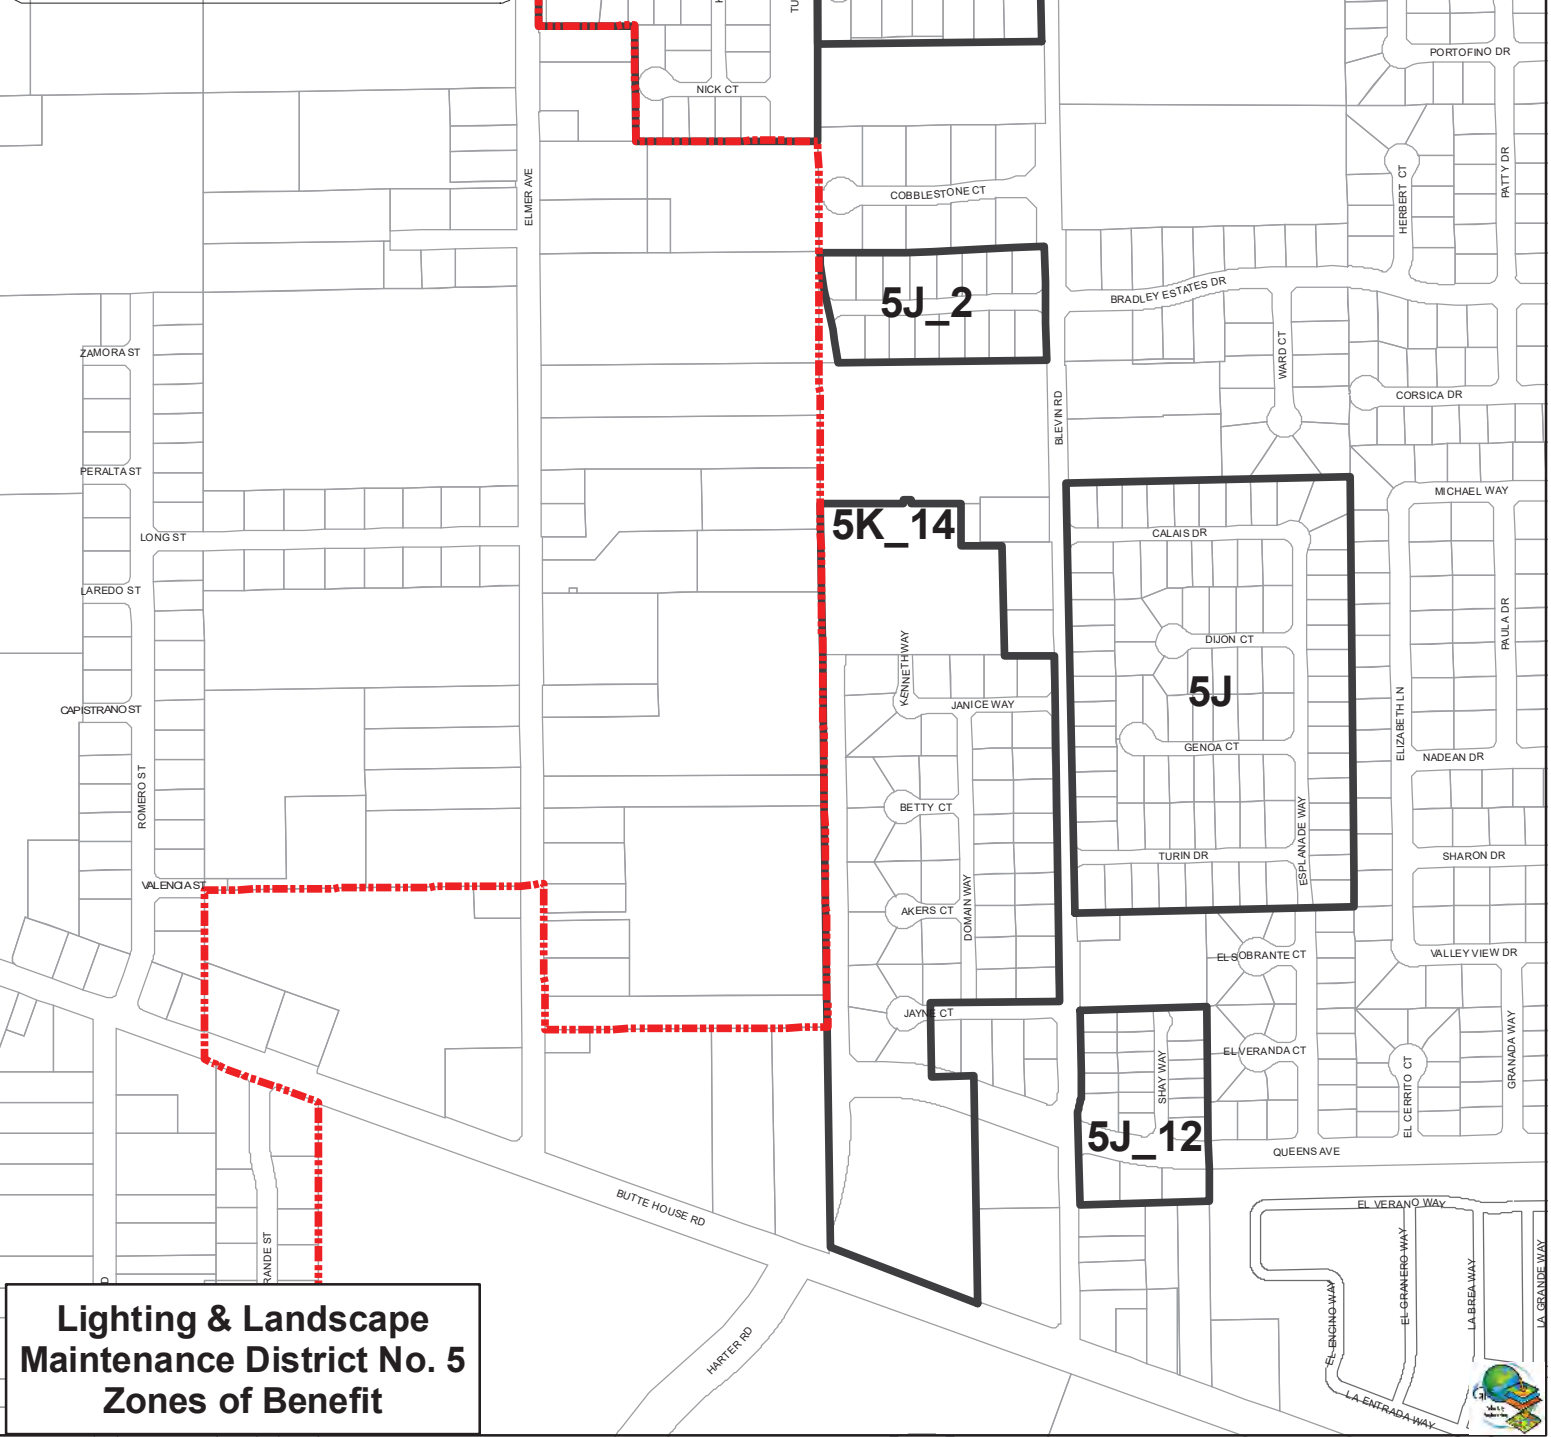 PORTOFINO DR
NICK CT
PATTY DR
HERBERT CT
ELMER AVE
COBBLESTONE CT
BRADLEY ESTATES DR
5J_2
WARD CT
ZAMORA ST
CORSICA DR
BLEVIN RD
PERALTA ST
MICHAEL WAY
5K_14
CALAIS DR
LONG ST
LAREDO ST
PAULA DR
DIJON CT
KENNETH WAY
5J
JANICE WAY
CAPISTRANO ST
ELIZABETH LN
GENOA CT
NADEAN DR
ROMERO ST
BETTY CT
ESPLANADE WAY
TURIN DR
SHARON DR
VALENCIA ST
DOMAIN WAY
AKERS CT
EL SOBRANTE CT
VALLEY VIEW DR
JAYNE CT
EL VERANDA CT
GRANADA WAY
SHAY WAY
EL CERRITO CT
5J_12
QUEENS AVE
BUTTE HOUSE RD
EL VERANO WAY
RANDE ST
EL GRANERO WAY
LA BREA WAY
LA GRANDE WAY
EL ENCINO WAY
HARTER RD
LA ENTRADA WAY
Lighting & Landscape
Maintenance District No. 5
Zones of Benefit